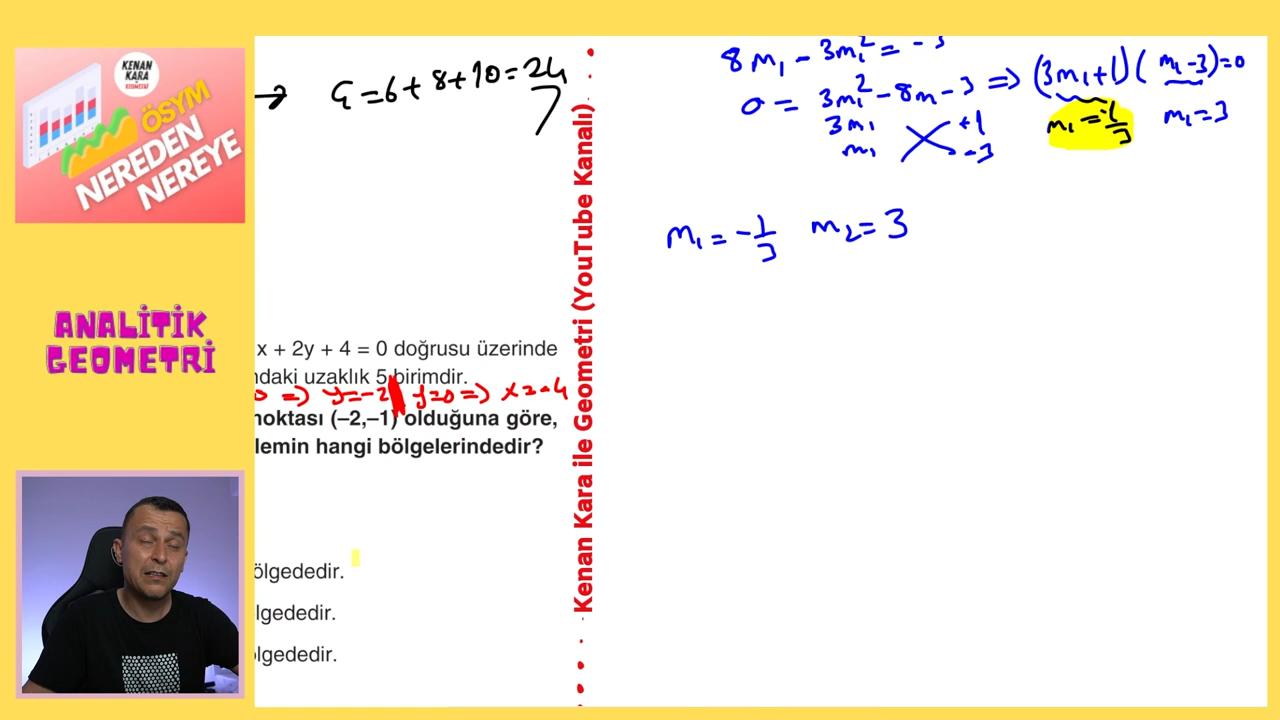 KENAN
KARA
GEOMETRİ
ÖSYM
NEREDEN
NEREYE
ANALİTİK
GEOMETRİ
→ Ç=6+8+10=24
x + 2y + 4 = 0 doğrusu üzerinde
ndaki uzaklık 5 birimdir.
0 => y=-2 y=0 => x=-4
noktası (–2,–1) olduğuna göre,
lemin hangi bölgelerindedir?
ölgededir.
lgededir.
ölgededir.
Kenan Kara ile Geometri (YouTube Kanalı)
8m₁ - 3m₁² = -3
0 = 3m₁² - 8m - 3 => (3m₁+1)(m₁-3)=0
3m₁ +1
m₁ -3
m₁ = -1/3 m₁=3
m₁ = -1/3 m₂ = 3